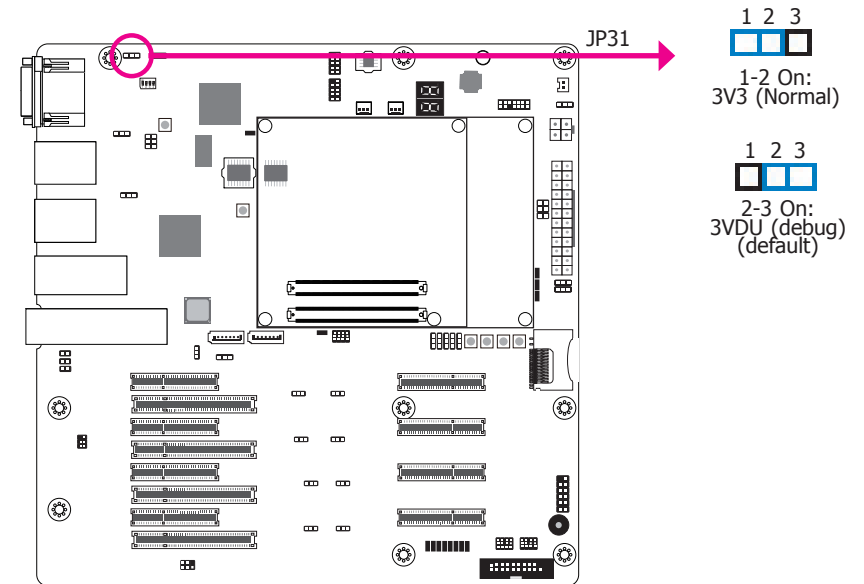 JP31
1 2 3
1-2 On:
3V3 (Normal)
1 2 3
2-3 On:
3VDU (debug)
(default)